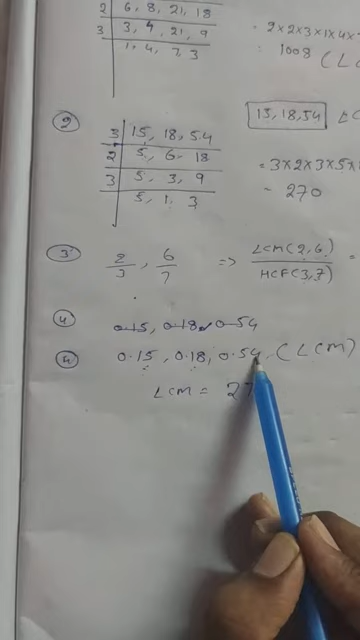 2 | 6, 8, 21, 18
3 | 3, 4, 21, 9
1, 4, 7, 3
= 2×2×3×1×4×
: 1008 (LC
② 15, 18, 54
3 | 15, 18, 54
2 | 5, 6, 18
3 | 5, 3, 9
5, 1, 3
= 3×2×3×5×
= 270
③ 2/3, 6/7 => LCM(2,6)/HCF(3,7) =
④ 0.15, 0.18, 0.54
④ 0.15, 0.18, 0.54, (LCM)
LCM = 27